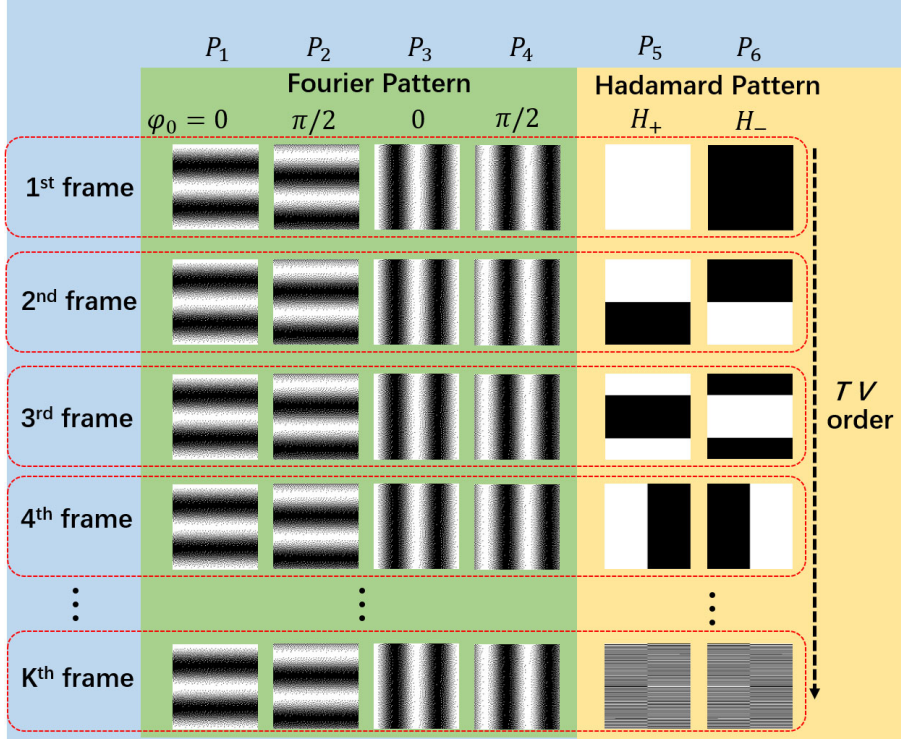 P₁ P₂ P₃ P₄ P₅ P₆
Fourier Pattern Hadamard Pattern
φ₀ = 0 π/2 0 π/2 H₊ H₋
1ˢᵗ frame
2ⁿᵈ frame
3ʳᵈ frame
TV
order
4ᵗʰ frame
Kᵗʰ frame